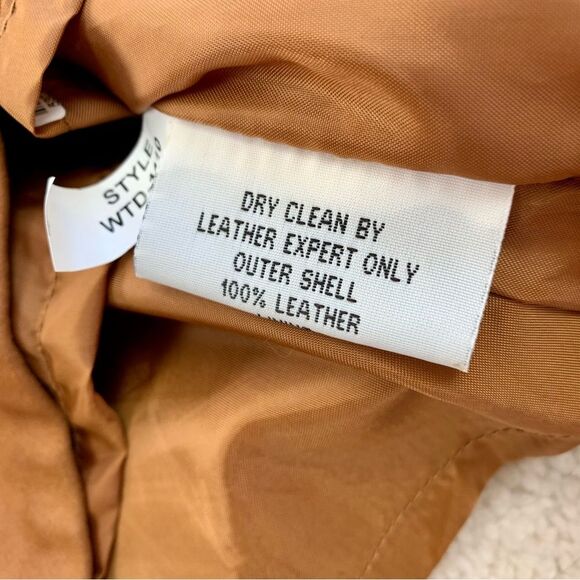 STYLE
DRY CLEAN BY
LEATHER EXPERT ONLY
OUTER SHELL
100% LEATHER